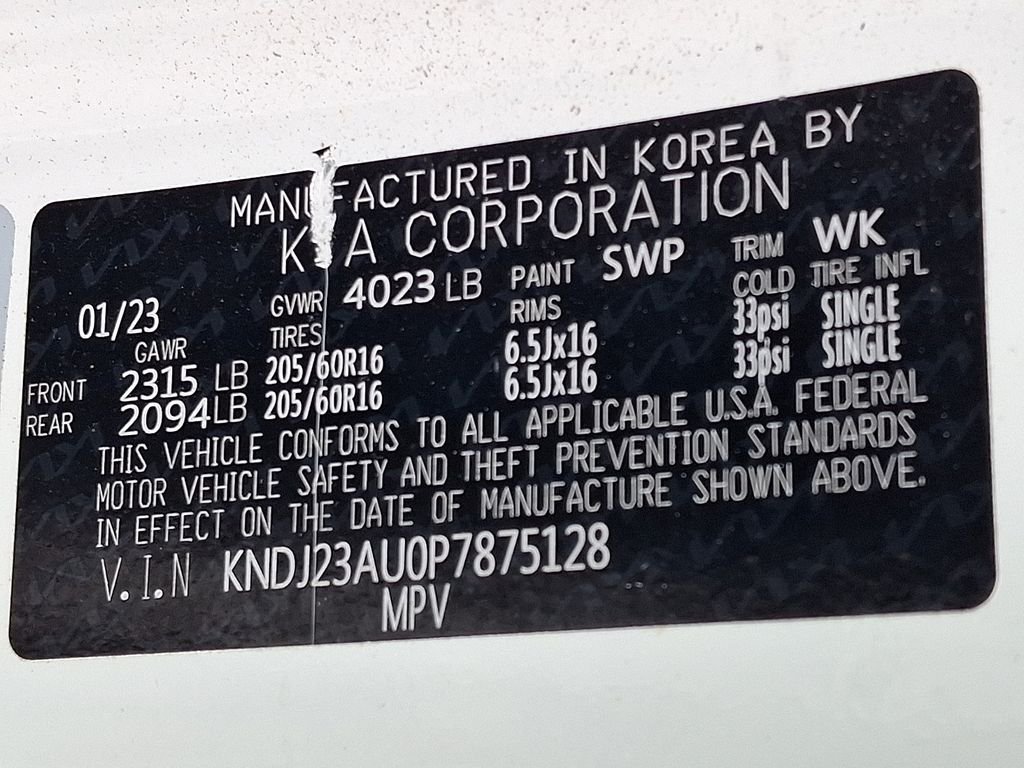 MANUFACTURED IN KOREA BY
KIA CORPORATION
01/23 GVWR 4023 LB PAINT SWP TRIM WK
GAWR TIRES RIMS COLD TIRE INFL
FRONT 2315 LB 205/60R16 6.5Jx16 33psi SINGLE
REAR 2094 LB 205/60R16 6.5Jx16 33psi SINGLE
THIS VEHICLE CONFORMS TO ALL APPLICABLE U.S.A. FEDERAL
MOTOR VEHICLE SAFETY AND THEFT PREVENTION STANDARDS
IN EFFECT ON THE DATE OF MANUFACTURE SHOWN ABOVE.
V.I.N KNDJ23AU0P7875128
MPV